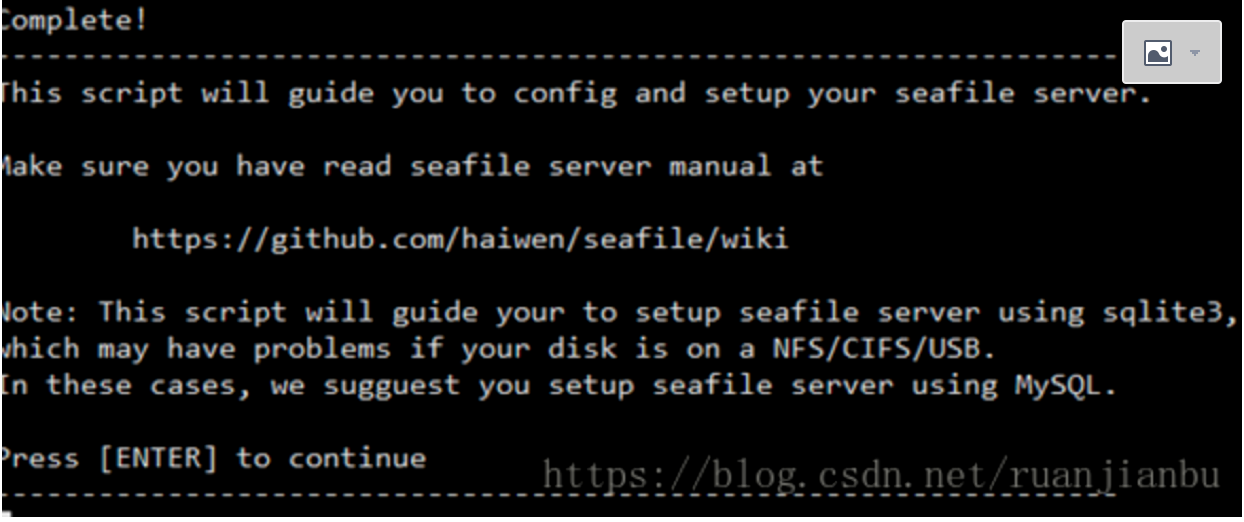 Complete!
--------------------------------------------------------------------
This script will guide you to config and setup your seafile server.
Make sure you have read seafile server manual at
https://github.com/haiwen/seafile/wiki
Note: This script will guide your to setup seafile server using sqlite3,
which may have problems if your disk is on a NFS/CIFS/USB.
In these cases, we sugguest you setup seafile server using MySQL.
Press [ENTER] to continue
https://blog.csdn.net/ruanjianbu
--------------------------------------------------------------------